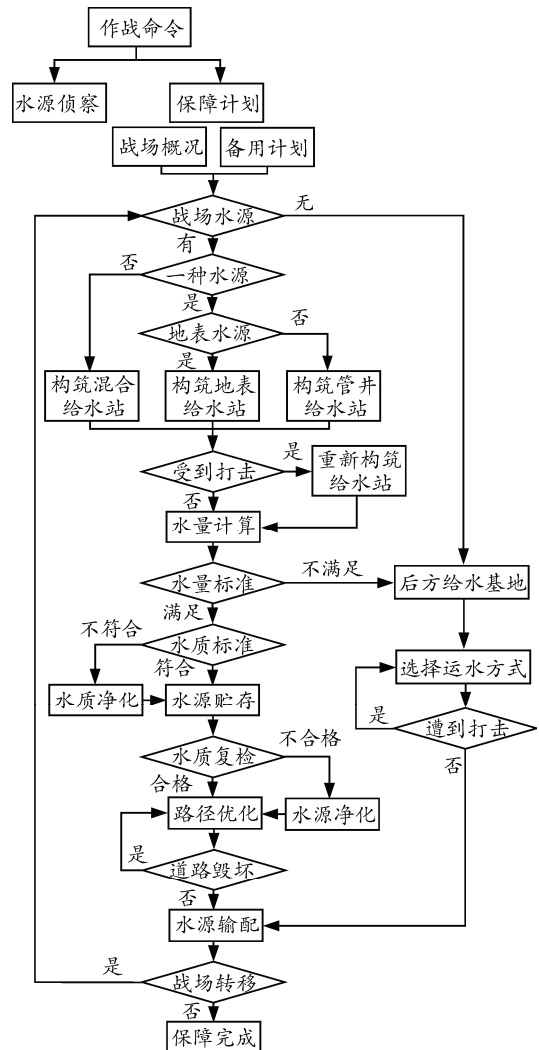 作战命令
水源侦察
保障计划
战场概况
备用计划
战场水源
无
有
否
一种水源
是
否
地表水源
是
构筑混合
给水站
构筑地表
给水站
构筑管井
给水站
受到打击
是
重新构筑
给水站
否
水量计算
水量标准
不满足
后方给水基地
满足
不符合
水质标准
符合
选择运水方式
水质净化
水源贮存
是
遭到打击
否
水质复检
不合格
合格
路径优化
水源净化
是
道路毁坏
否
水源输配
是
战场转移
否
保障完成